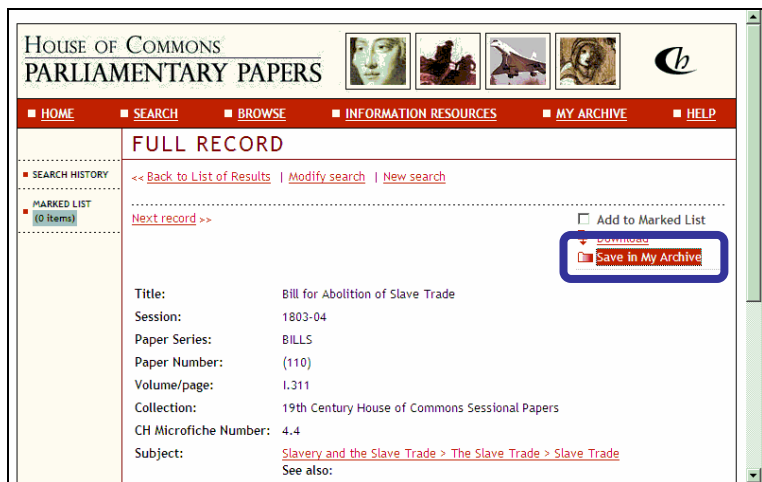 HOUSE OF COMMONS
PARLIAMENTARY PAPERS
Ch
HOME SEARCH BROWSE INFORMATION RESOURCES MY ARCHIVE HELP
FULL RECORD
SEARCH HISTORY
MARKED LIST
(0 items)
<< Back to List of Results | Modify search | New search
Next record >>
Add to Marked List
Download
Save in My Archive
Title: Bill for Abolition of Slave Trade
Session: 1803-04
Paper Series: BILLS
Paper Number: (110)
Volume/page: I.311
Collection: 19th Century House of Commons Sessional Papers
CH Microfiche Number: 4.4
Subject: Slavery and the Slave Trade > The Slave Trade > Slave Trade
See also: